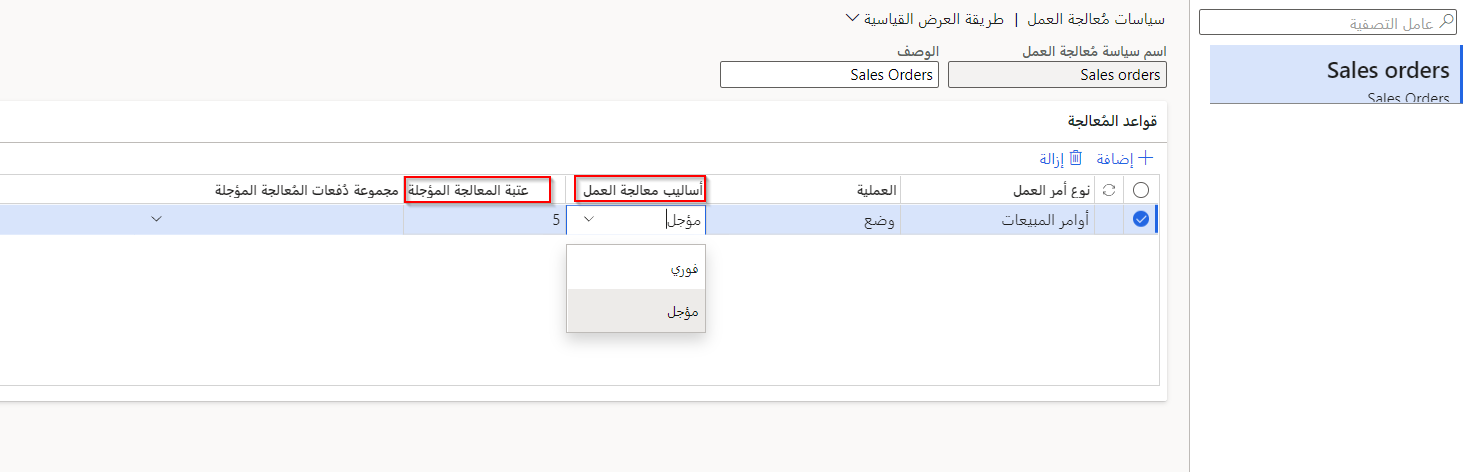 عامل التصفية
Sales orders
Sales Orders
سياسات مُعالجة العمل | طريقة العرض القياسية
اسم سياسة مُعالجة العمل الوصف
Sales orders Sales Orders
قواعد المُعالجة
إضافة إزالة
نوع أمر العمل العملية أساليب معالجة العمل عتبة المعالجة المؤجلة مجموعة دُفعات المُعالجة المؤجلة
أوامر المبيعات وضع مؤجل 5
فوري
مؤجل